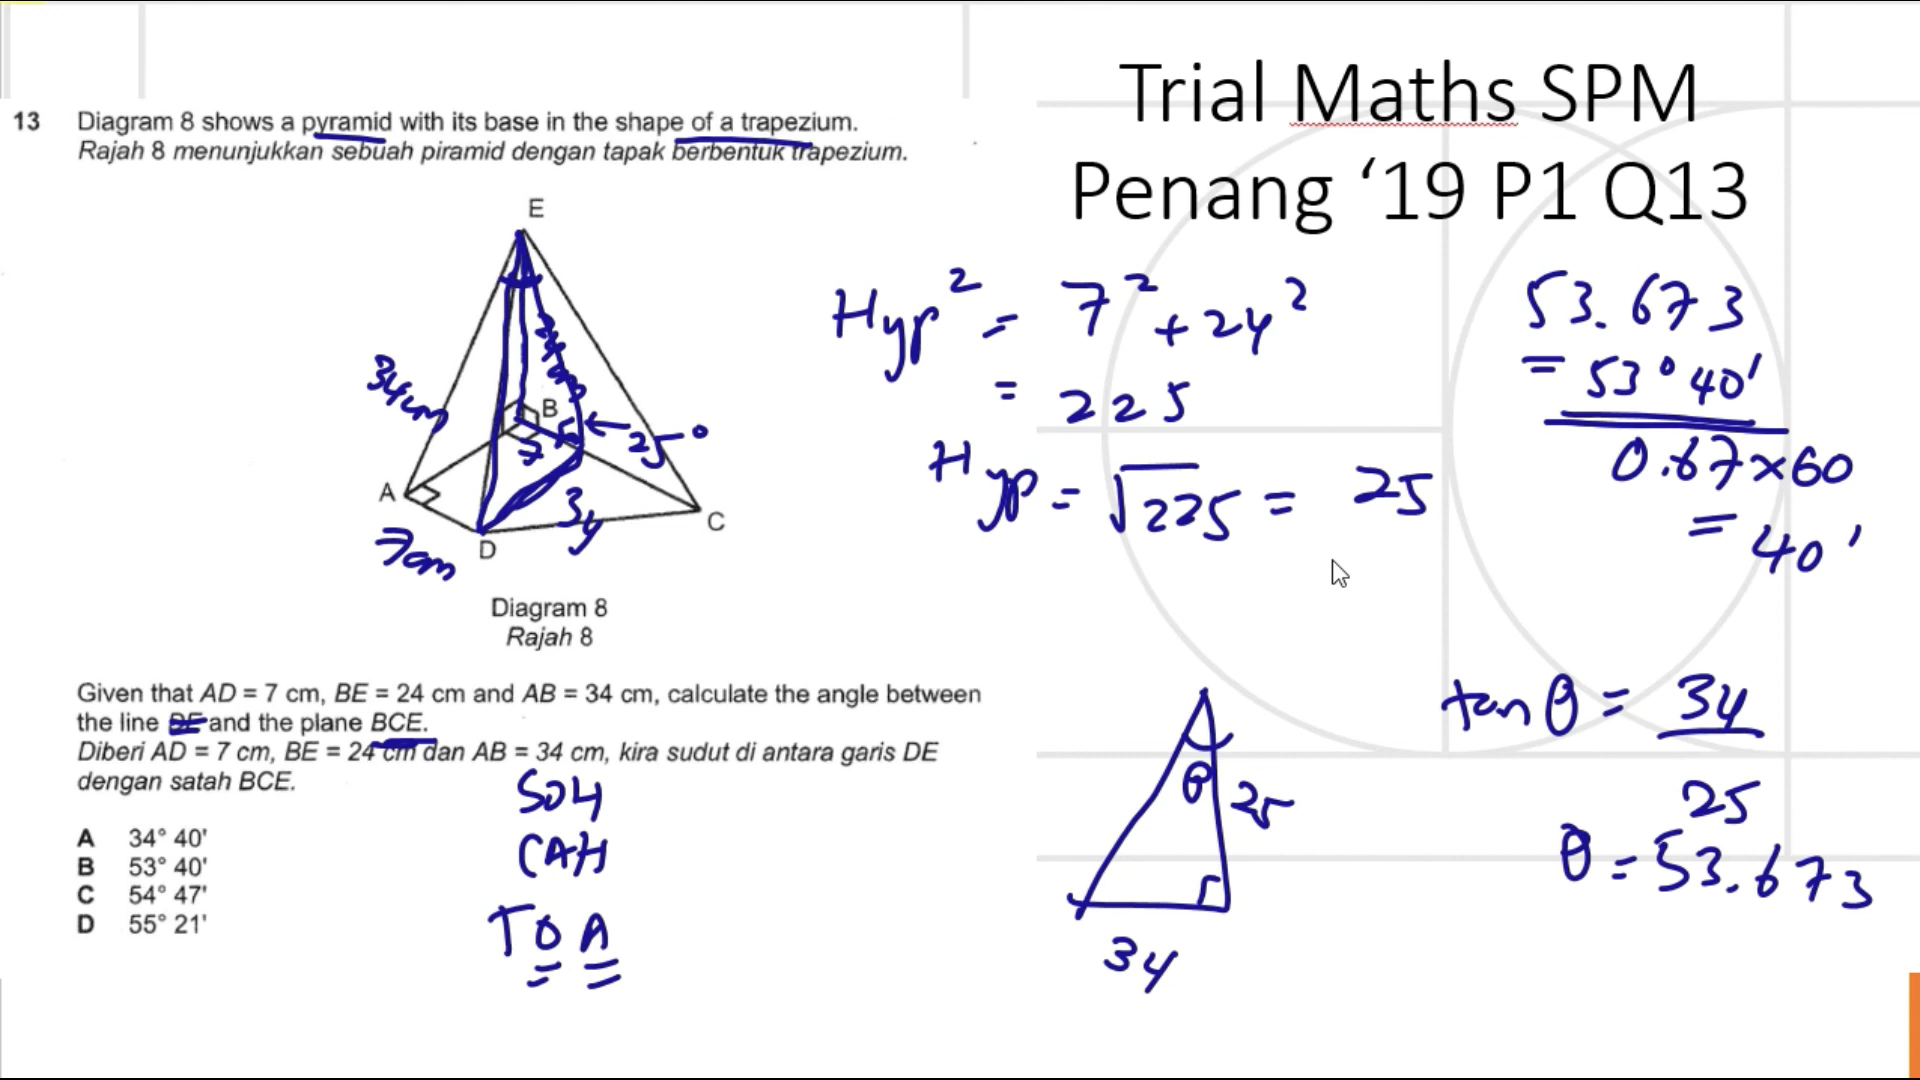 Trial Maths SPM
Penang ‘19 P1 Q13
13 Diagram 8 shows a pyramid with its base in the shape of a trapezium.
Rajah 8 menunjukkan sebuah piramid dengan tapak berbentuk trapezium.
E
34cm
B
7
25
A
7cm
D
34
C
Diagram 8
Rajah 8
Given that AD = 7 cm, BE = 24 cm and AB = 34 cm, calculate the angle between
the line DE and the plane BCE.
Diberi AD = 7 cm, BE = 24 cm dan AB = 34 cm, kira sudut di antara garis DE
dengan satah BCE.
A 34° 40'
B 53° 40'
C 54° 47'
D 55° 21'
SOH
CAH
TOA
Hyp² = 7² + 24²
= 225
Hyp = √225 = 25
53.673
= 53° 40'
0.67×60
= 40'
θ
25
34
tan θ = 34
25
θ = 53.673